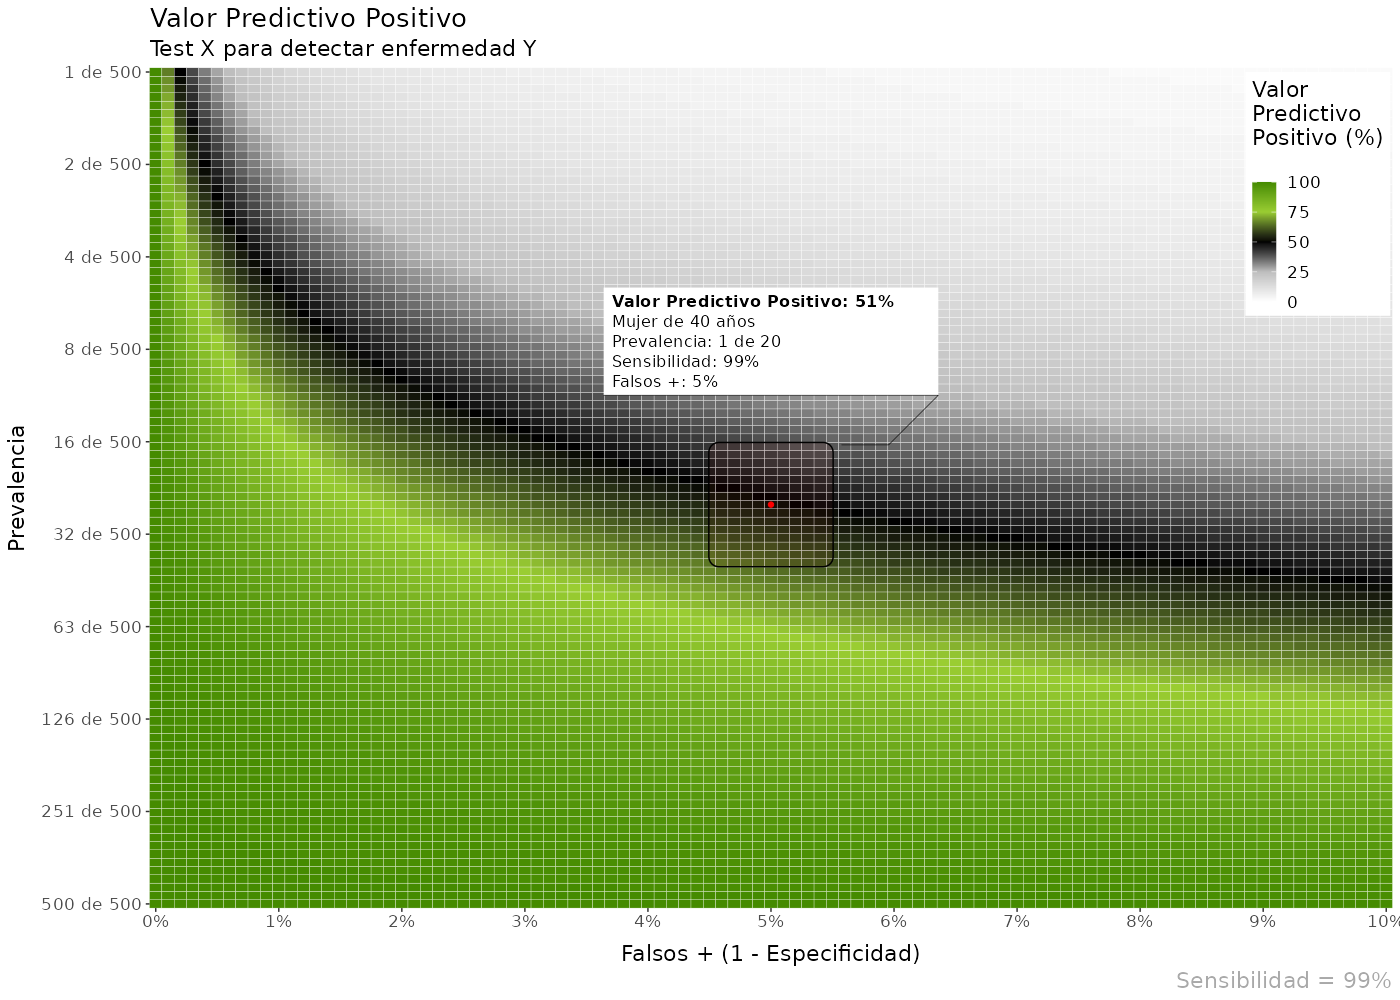 Valor Predictivo Positivo
Test X para detectar enfermedad Y
Valor
Predictivo
Positivo (%)
100
75
50
25
0
Valor Predictivo Positivo: 51%
Mujer de 40 años
Prevalencia: 1 de 20
Sensibilidad: 99%
Falsos +: 5%
Prevalencia
1 de 500
2 de 500
4 de 500
8 de 500
16 de 500
32 de 500
63 de 500
126 de 500
251 de 500
500 de 500
0% 1% 2% 3% 4% 5% 6% 7% 8% 9% 10%
Falsos + (1 - Especificidad)
Sensibilidad = 99%